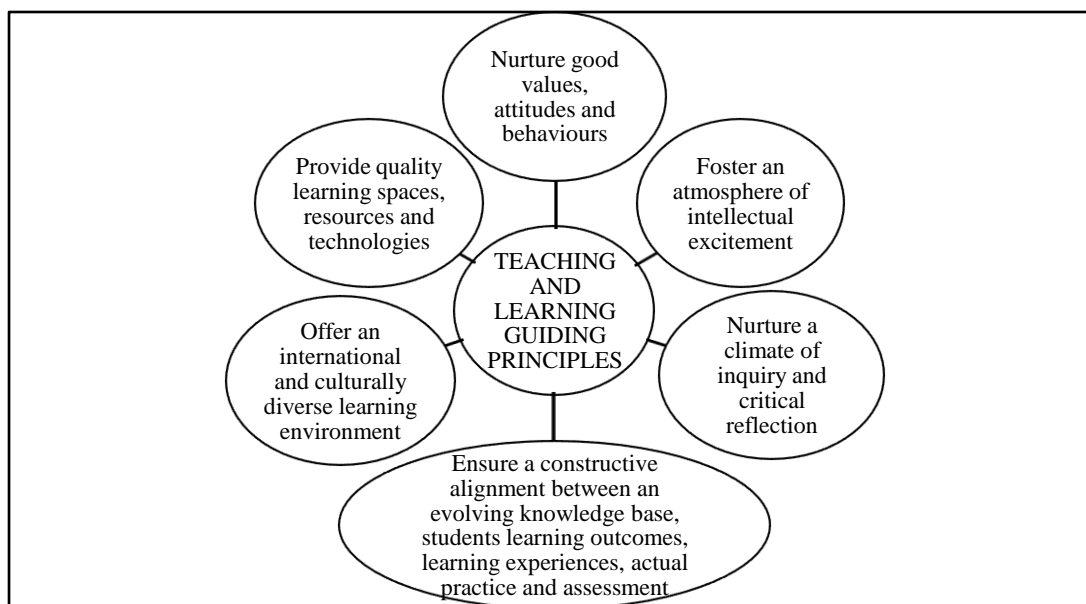 Nurture good
values,
attitudes and
behaviours
Provide quality
learning spaces,
resources and
technologies
Foster an
atmosphere of
intellectual
excitement
TEACHING
AND
LEARNING
GUIDING
PRINCIPLES
Offer an
international
and culturally
diverse learning
environment
Nurture a
climate of
inquiry and
critical
reflection
Ensure a constructive
alignment between an
evolving knowledge base,
students learning outcomes,
learning experiences, actual
practice and assessment